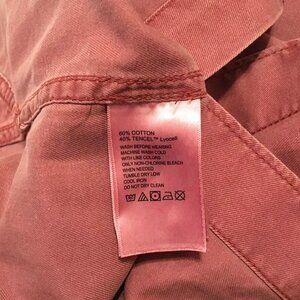 60% COTTON
40% TENCEL™ Lyocell
WASH BEFORE WEARING
MACHINE WASH COLD
WITH LIKE COLORS
ONLY NON-CHLORINE BLEACH
WHEN NEEDED
TUMBLE DRY LOW
COOL IRON
DO NOT DRY CLEAN